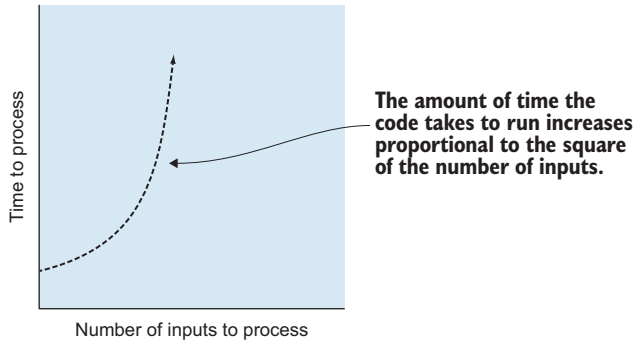 Time to process
The amount of time the
code takes to run increases
proportional to the square
of the number of inputs.
Number of inputs to process